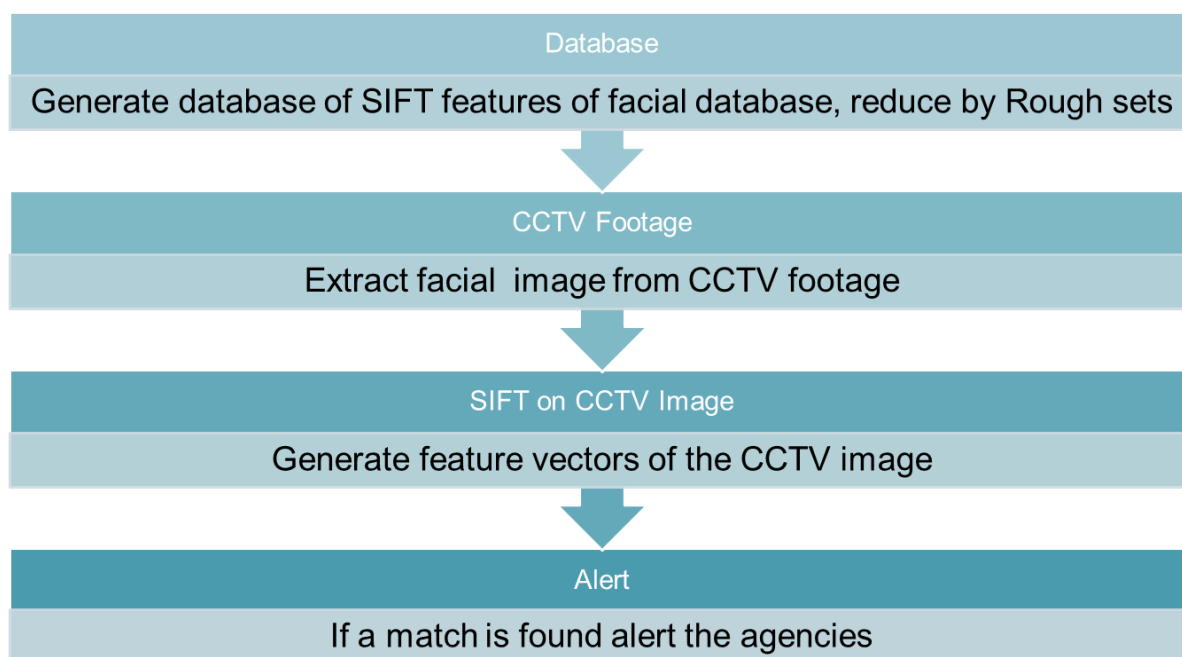 Database
Generate database of SIFT features of facial database, reduce by Rough sets
CCTV Footage
Extract facial image from CCTV footage
SIFT on CCTV Image
Generate feature vectors of the CCTV image
Alert
If a match is found alert the agencies